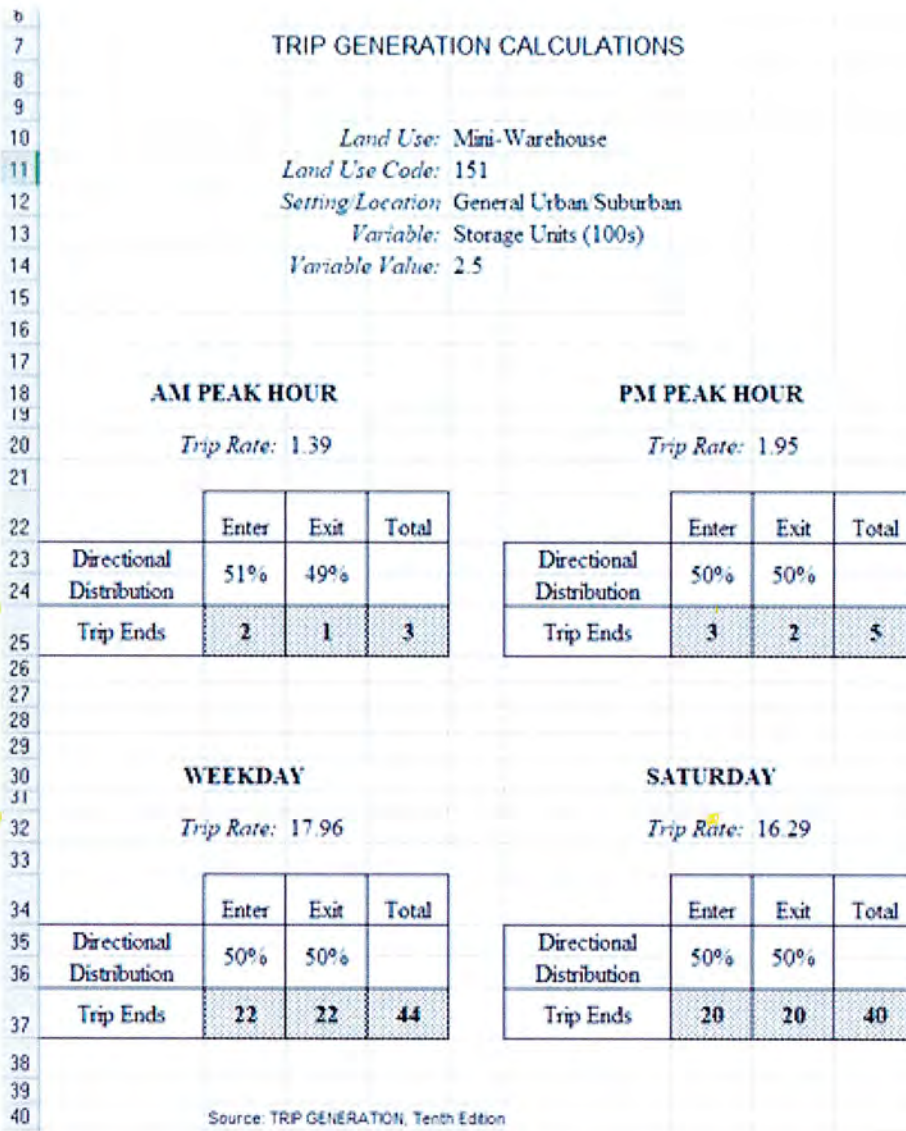 6
7 TRIP GENERATION CALCULATIONS
8
9
10 Land Use: Mini-Warehouse
11 Land Use Code: 151
12 Setting/Location General Urban/Suburban
13 Variable: Storage Units (100s)
14 Variable Value: 2.5
15
16
17
18 AM PEAK HOUR PM PEAK HOUR
19
20 Trip Rate: 1.39 Trip Rate: 1.95
21
22 Enter Exit Total Enter Exit Total
23 Directional Directional
51% 49% 50% 50%
24 Distribution Distribution
25 Trip Ends 2 1 3 Trip Ends 3 2 5
26
27
28
29
30 WEEKDAY SATURDAY
31
32 Trip Rate: 17.96 Trip Rate: 16.29
33
34 Enter Exit Total Enter Exit Total
35 Directional Directional
50% 50% 50% 50%
36 Distribution Distribution
37 Trip Ends 22 22 44 Trip Ends 20 20 40
38
39
40 Source: TRIP GENERATION, Tenth Edition